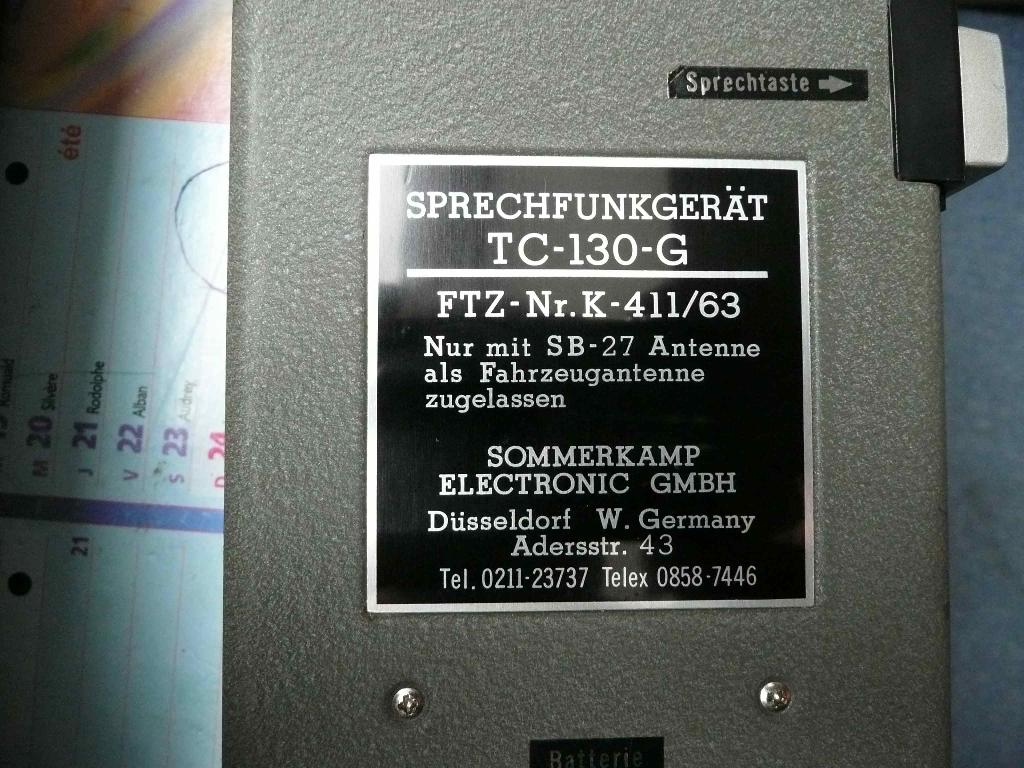 Sprechtaste
SPRECHFUNKGERÄT
TC-130-G
FTZ-Nr. K-411/63
Nur mit SB-27 Antenne
als Fahrzeugantenne
zugelassen
SOMMERKAMP
ELECTRONIC GMBH
Düsseldorf W. Germany
Adersstr. 43
Tel. 0211-23737 Telex 0858-7446
Batterie
été
M 20 Silvère
J 21 Rodolphe
V 22 Alban
S 23 Audrey
D 24
21